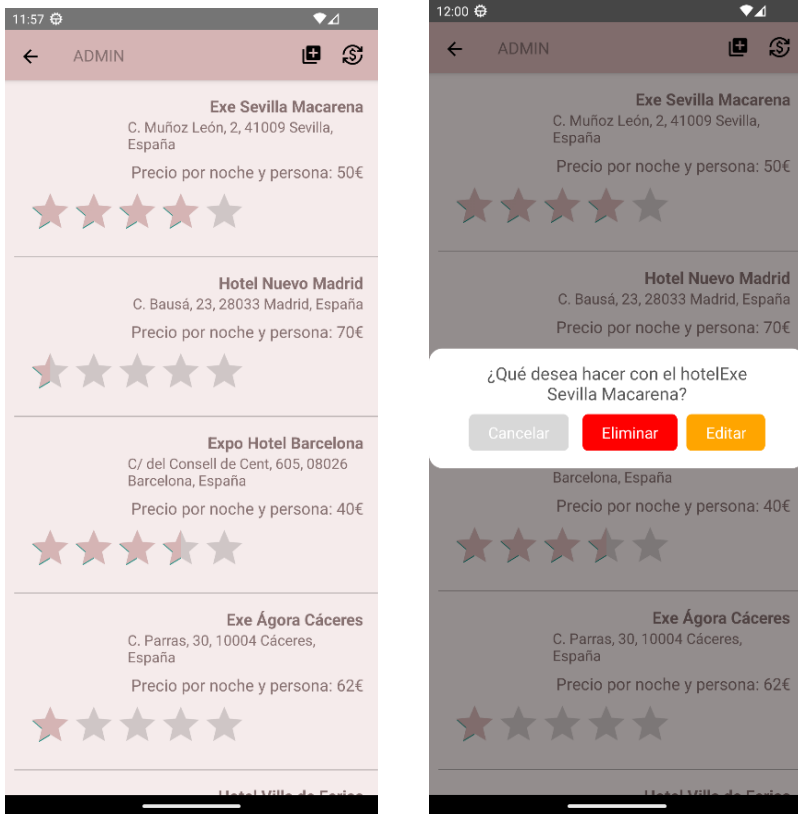 11:57
ADMIN
Exe Sevilla Macarena
C. Muñoz León, 2, 41009 Sevilla,
España
Precio por noche y persona: 50€
Hotel Nuevo Madrid
C. Bausá, 23, 28033 Madrid, España
Precio por noche y persona: 70€
Expo Hotel Barcelona
C/ del Consell de Cent, 605, 08026
Barcelona, España
Precio por noche y persona: 40€
Exe Ágora Cáceres
C. Parras, 30, 10004 Cáceres,
España
Precio por noche y persona: 62€
12:00
ADMIN
Exe Sevilla Macarena
C. Muñoz León, 2, 41009 Sevilla,
España
Precio por noche y persona: 50€
Hotel Nuevo Madrid
C. Bausá, 23, 28033 Madrid, España
Precio por noche y persona: 70€
¿Qué desea hacer con el hotelExe
Sevilla Macarena?
Cancelar Eliminar Editar
Barcelona, España
Precio por noche y persona: 40€
Exe Ágora Cáceres
C. Parras, 30, 10004 Cáceres,
España
Precio por noche y persona: 62€